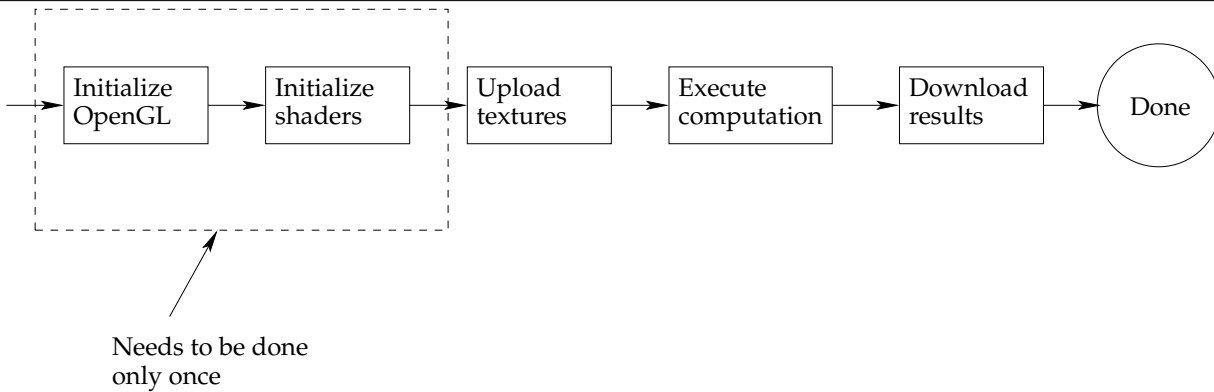 Initialize
OpenGL
Initialize
shaders
Upload
textures
Execute
computation
Download
results
Done
Needs to be done
only once